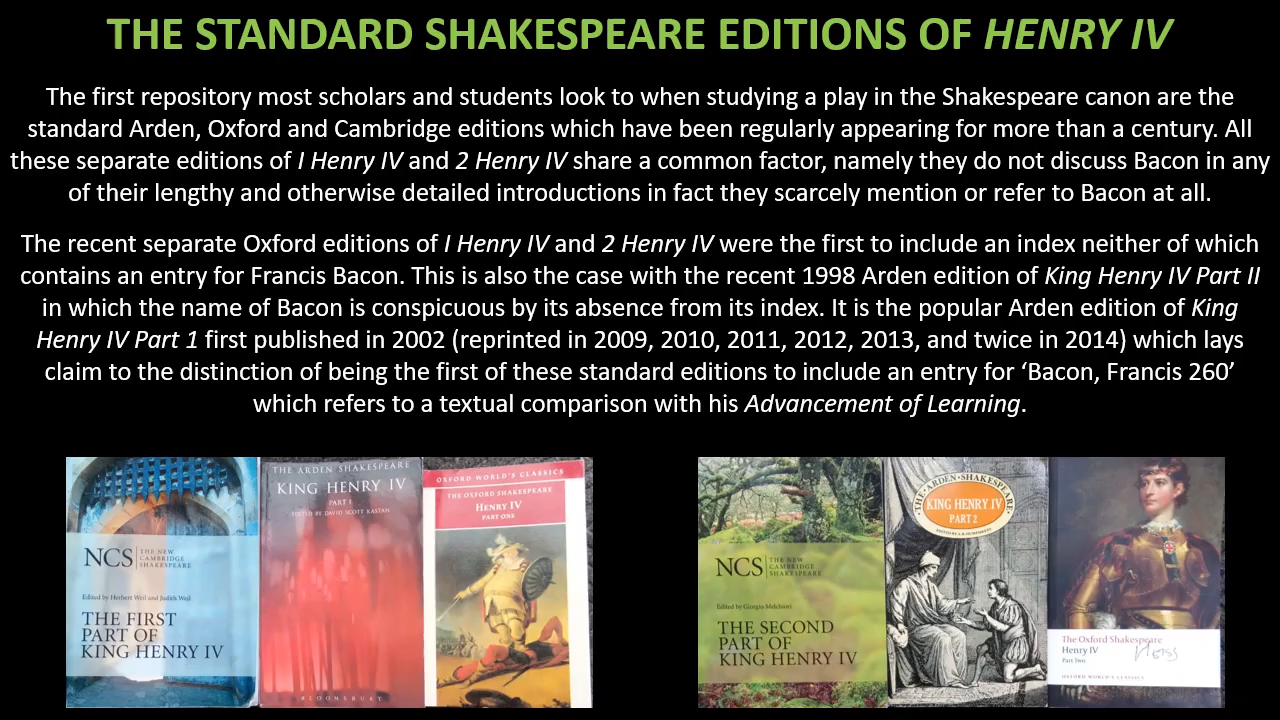 THE STANDARD SHAKESPEARE EDITIONS OF HENRY IV
The first repository most scholars and students look to when studying a play in the Shakespeare canon are the
standard Arden, Oxford and Cambridge editions which have been regularly appearing for more than a century. All
these separate editions of I Henry IV and 2 Henry IV share a common factor, namely they do not discuss Bacon in any
of their lengthy and otherwise detailed introductions in fact they scarcely mention or refer to Bacon at all.
The recent separate Oxford editions of I Henry IV and 2 Henry IV were the first to include an index neither of which
contains an entry for Francis Bacon. This is also the case with the recent 1998 Arden edition of King Henry IV Part II
in which the name of Bacon is conspicuous by its absence from its index. It is the popular Arden edition of King
Henry IV Part 1 first published in 2002 (reprinted in 2009, 2010, 2011, 2012, 2013, and twice in 2014) which lays
claim to the distinction of being the first of these standard editions to include an entry for ‘Bacon, Francis 260’
which refers to a textual comparison with his Advancement of Learning.
NCS
THE NEW
CAMBRIDGE
SHAKESPEARE
Edited by Herbert Weil and Judith Weil
THE FIRST
PART OF
KING HENRY IV
THE ARDEN SHAKESPEARE
KING HENRY IV
PART 1
EDITED BY DAVID SCOTT KASTAN
BLOOMSBURY
OXFORD WORLD'S CLASSICS
THE OXFORD SHAKESPEARE
HENRY IV
PART ONE
NCS
THE NEW
CAMBRIDGE
SHAKESPEARE
Edited by Giorgio Melchiori
THE SECOND
PART OF
KING HENRY IV
THE ARDEN SHAKESPEARE
KING HENRY IV
PART 2
EDITED BY A.R. HUMPHREYS
The Oxford Shakespeare
Henry IV
Part Two
OXFORD WORLD'S CLASSICS